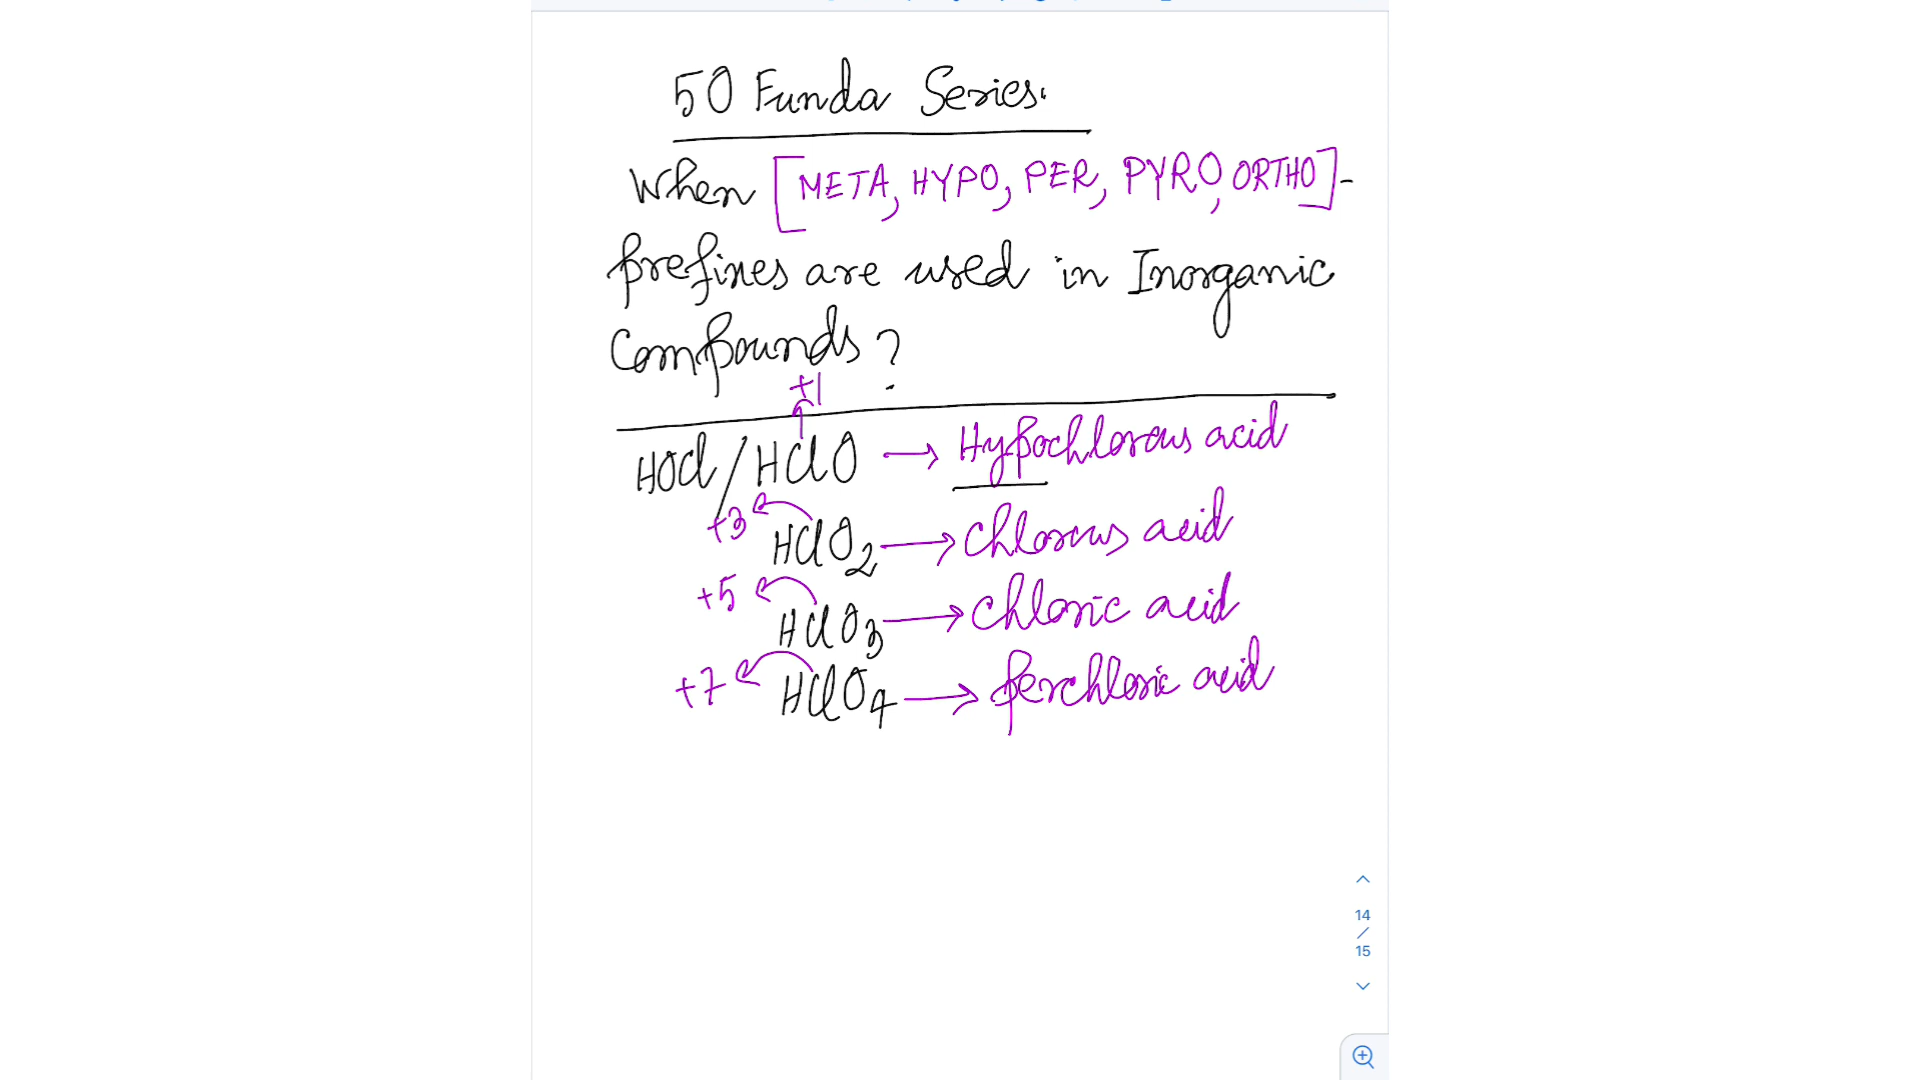 50 Funda Series.
When [META, HYPO, PER, PYRO, ORTHO]-
prefixes are used in Inorganic
Compounds?
+1
HOCl/HClO → Hypochlorous acid
+3 HClO2 → Chlorous acid
+5 HClO3 → Chloric acid
+7 HClO4 → perchloric acid
14
/
15